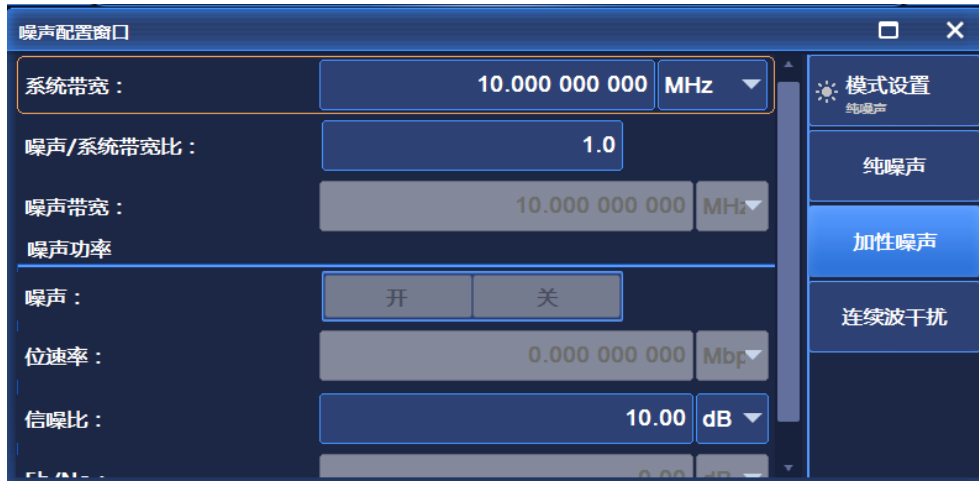 噪声配置窗口
系统带宽： 10.000 000 000 MHz
噪声/系统带宽比： 1.0
噪声带宽： 10.000 000 000 MHz
噪声功率
噪声： 开 关
位速率： 0.000 000 000 Mbp
信噪比： 10.00 dB
模式设置
纯噪声
纯噪声
加性噪声
连续波干扰